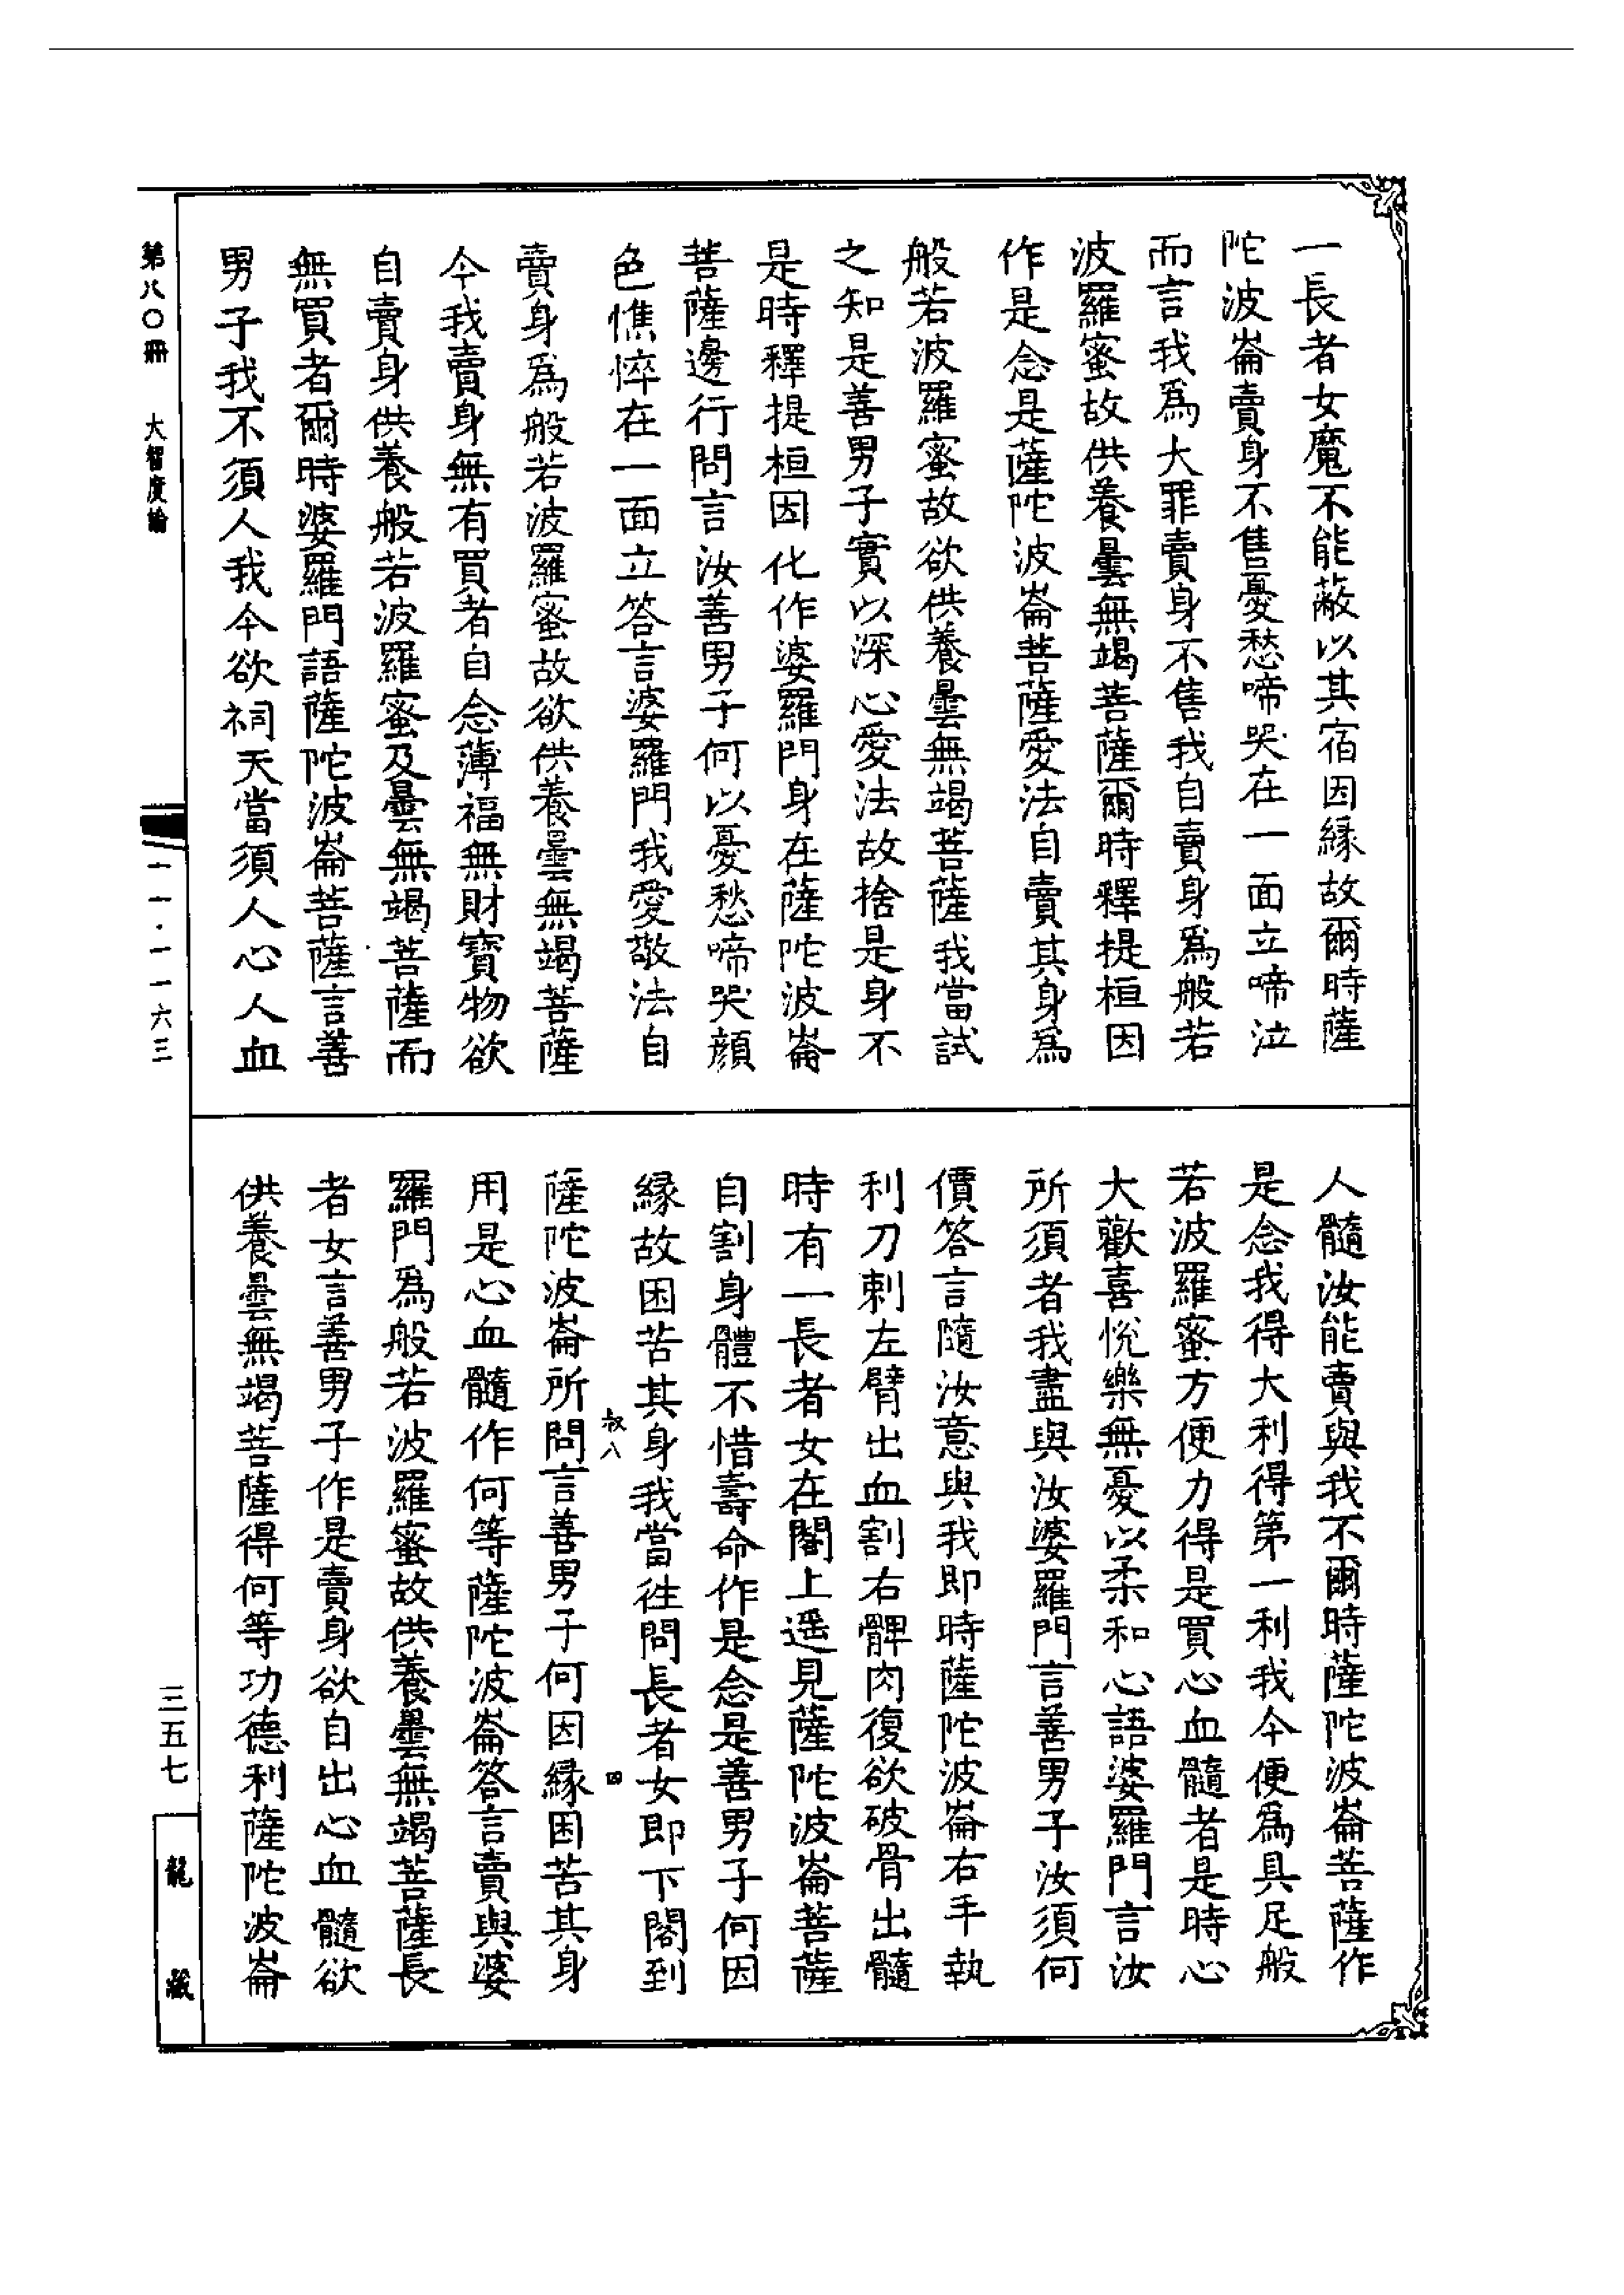 一長者女魔不能蔽以其宿因緣故爾時薩
陀波崙賣身不售憂愁啼哭在一面立啼泣
而言我爲大罪賣身不售我自賣身爲般若
波羅蜜故供養曇無竭菩薩爾時釋提桓因
作是念是薩陀波崙菩薩愛法自賣其身爲
般若波羅蜜故欲供養曇無竭菩薩我當試
之知是善男子實以深心愛法故捨是身不
是時釋提桓因化作婆羅門身在薩陀波崙
菩薩邊行問言汝善男子何以憂愁啼哭顔
色憔悴在一面立答言婆羅門我愛敬法自
賣身爲般若波羅蜜故欲供養曇無竭菩薩
今我賣身無有買者自念薄福無財寶物欲
自賣身供養般若波羅蜜及曇無竭菩薩而
無買者爾時婆羅門語薩陀波崙菩薩言善
男子我不須人我今欲祠天當須人心人血
人髓汝能賣與我不爾時薩陀波崙菩薩作
是念我得大利得第一利我今便爲具足般
若波羅蜜方便力得是買心血髓者是時心
大歡喜悅樂無憂以柔和心語婆羅門言汝
所須者我盡與汝婆羅門言善男子汝須何
價答言隨汝意與我即時薩陀波崙右手執
利刀刺左臂出血割右髀肉復欲破骨出髓
時有一長者女在閣上遥見薩陀波崙菩薩
自割身體不惜壽命作是念是善男子何因
緣故困苦其身我當往問長者女即下閣到
叔八 四
薩陀波崙所問言善男子何因緣困苦其身
用是心血髓作何等薩陀波崙答言賣與婆
羅門爲般若波羅蜜故供養曇無竭菩薩長
者女言善男子作是賣身欲自出心血髓欲
供養曇無竭菩薩得何等功德利薩陀波崙
第八〇冊 大智度論
一一·一一六三
三五七
龍藏